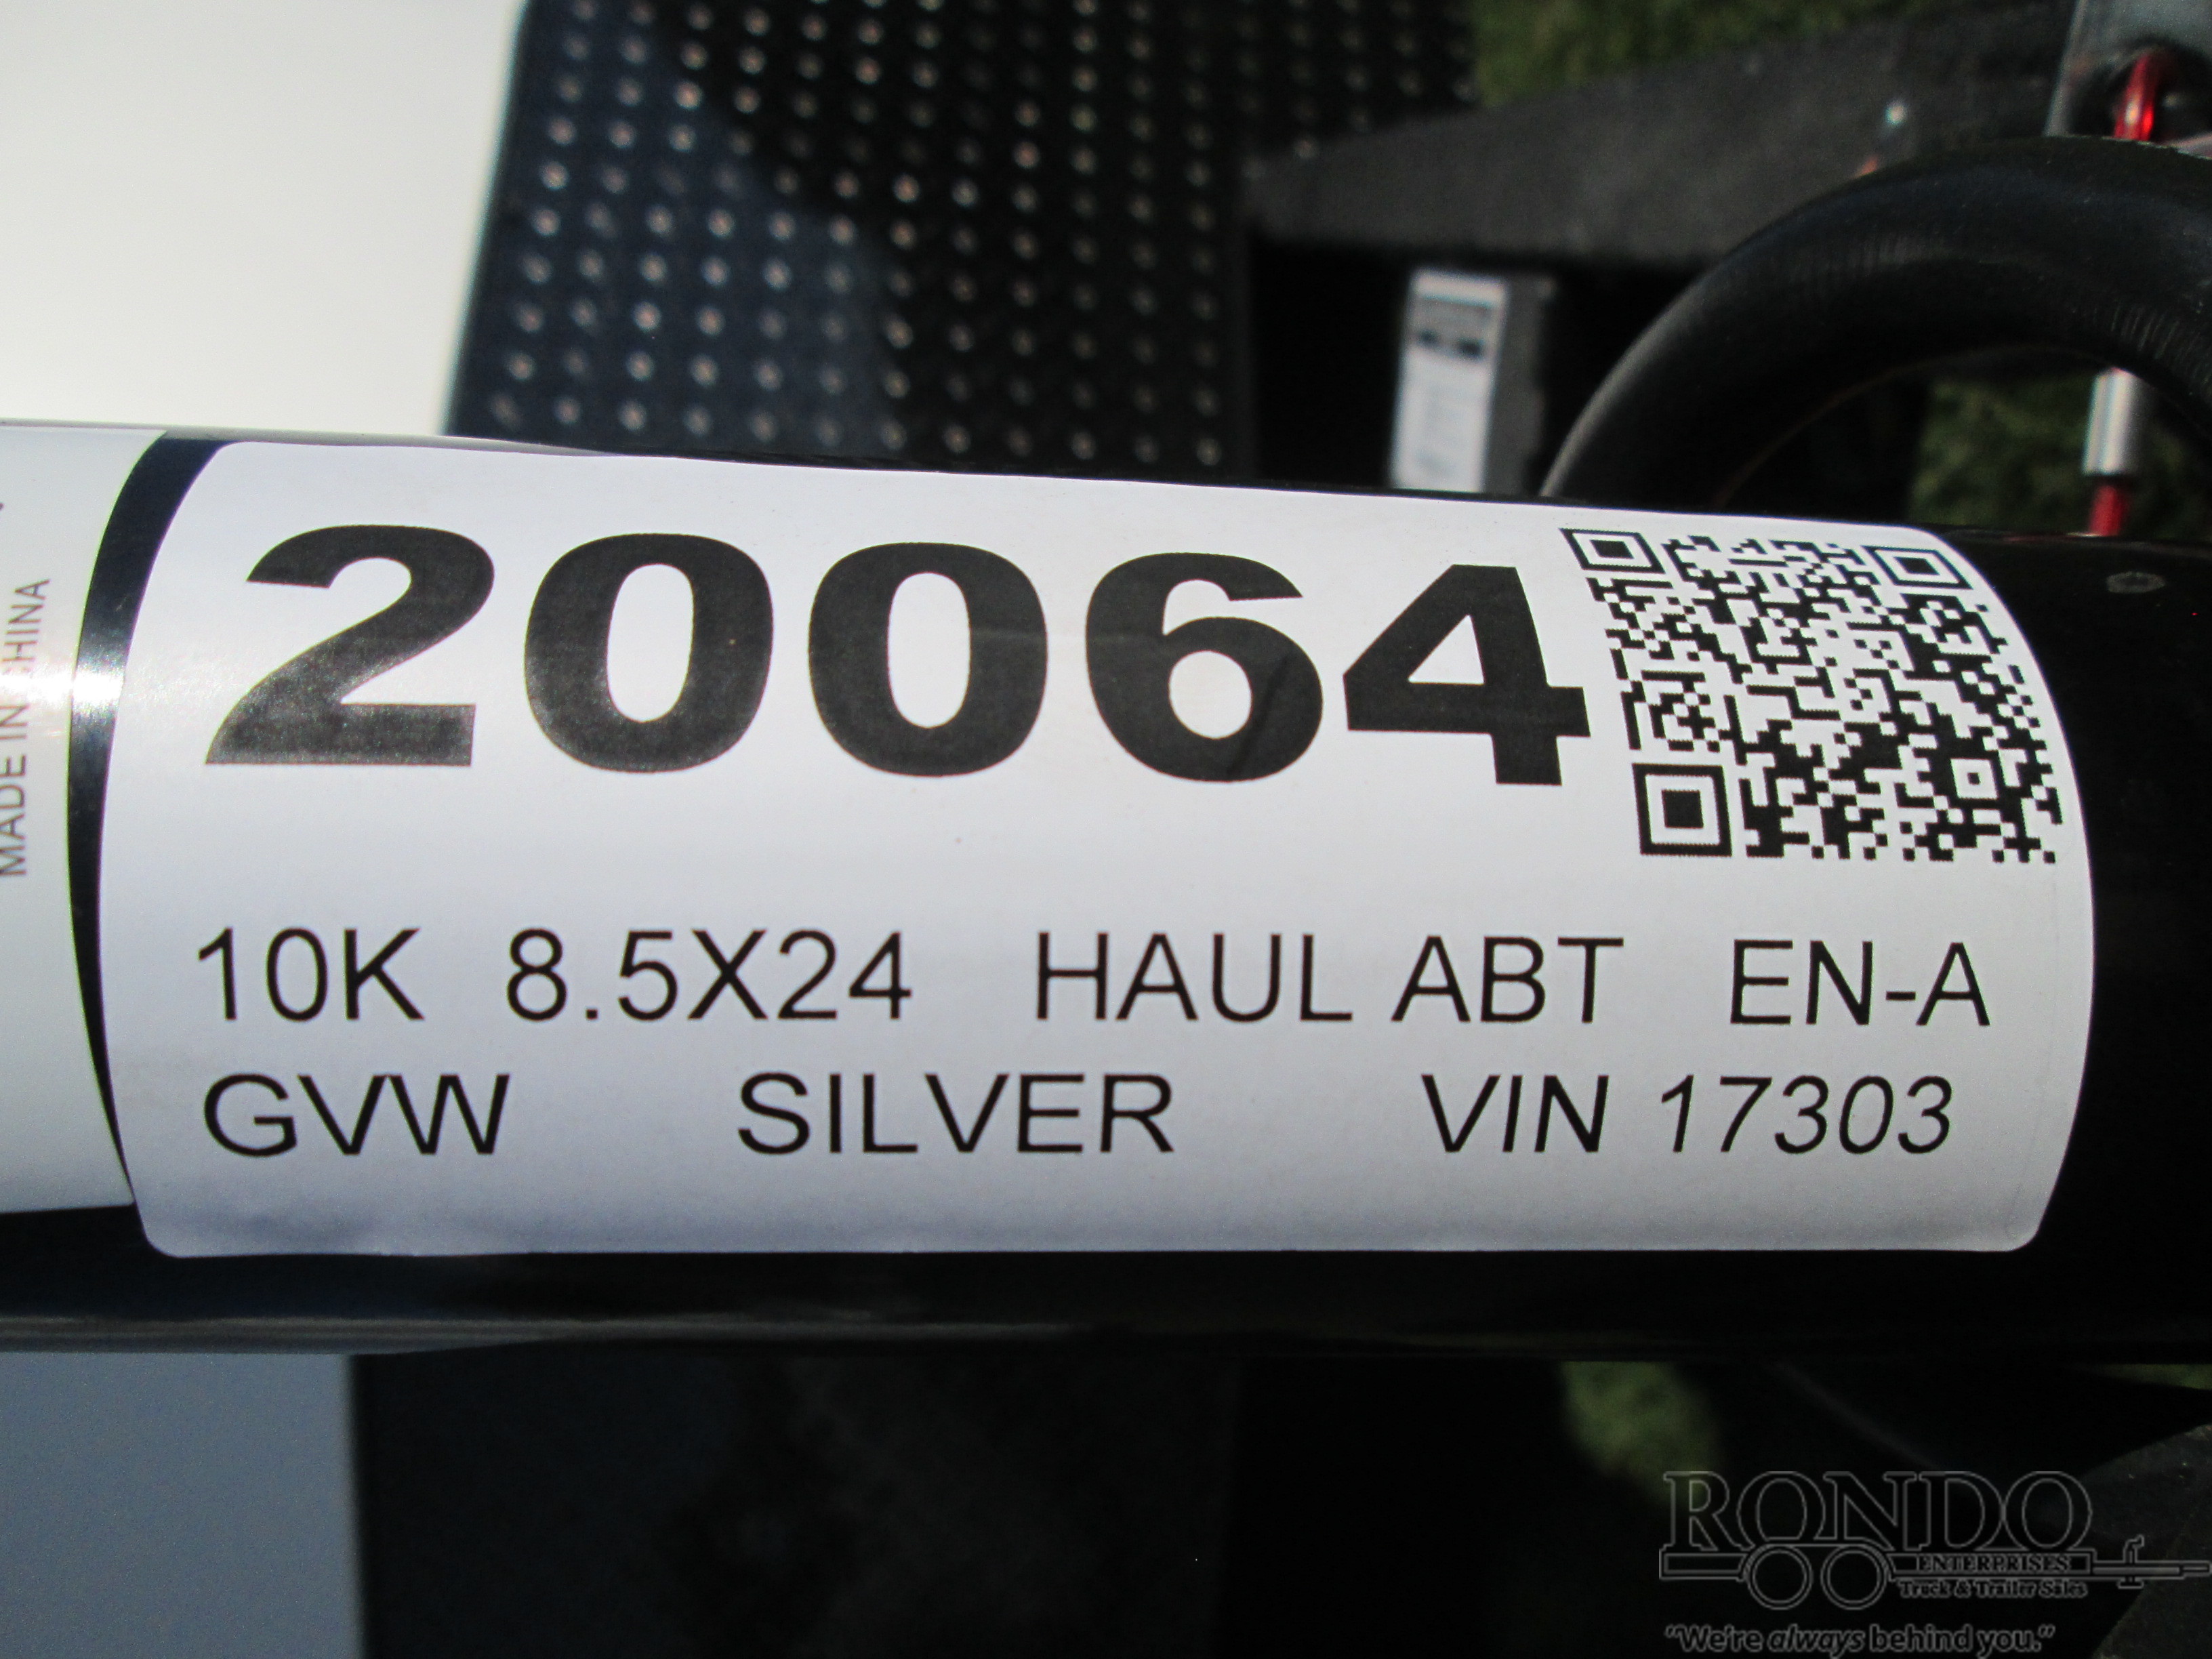 20064
10K 8.5X24 HAUL ABT EN-A
GVW SILVER VIN 17303
MADE IN CHINA
RONDO
ENTERPRISES
Truck & Trailer Sales
"We're always behind you."